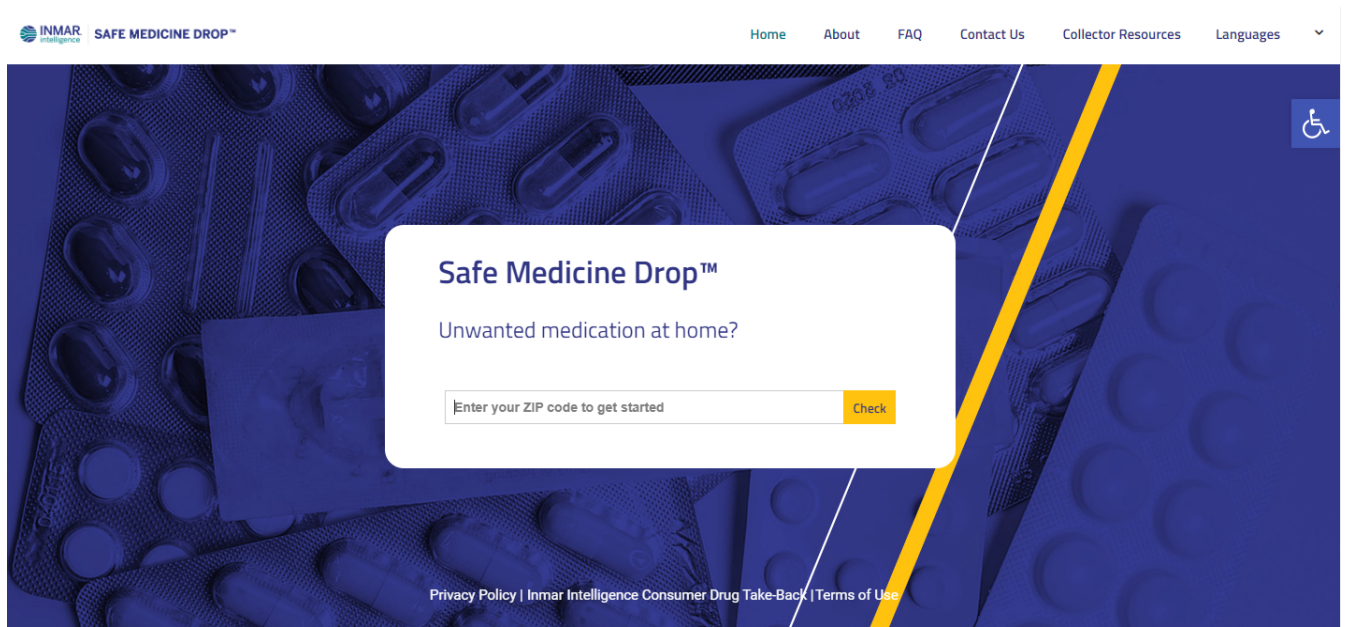 INMAR
intelligence
SAFE MEDICINE DROP™
Home About FAQ Contact Us Collector Resources Languages
Safe Medicine Drop™
Unwanted medication at home?
Enter your ZIP code to get started
Check
Privacy Policy | Inmar Intelligence Consumer Drug Take-Back | Terms of Use